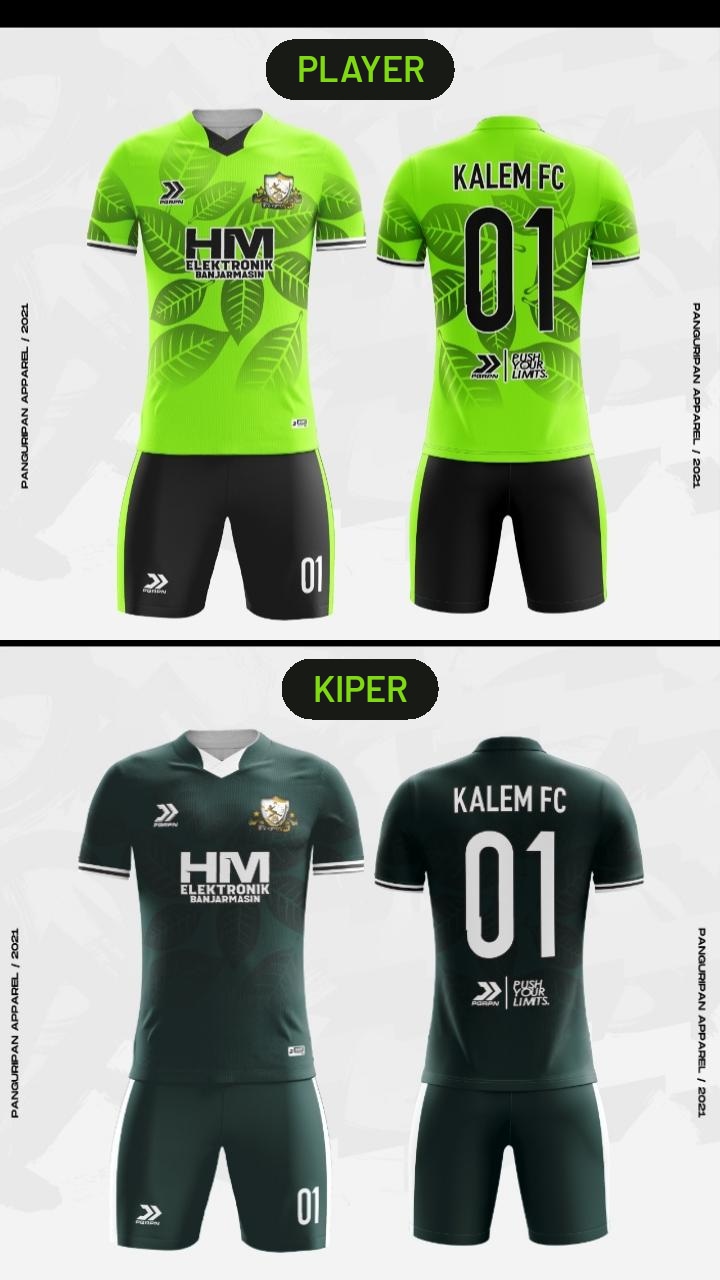 PLAYER
PGRPN
HM
ELEKTRONIK
BANJARMASIN
01
PGRPN
KALEM FC
01
PGRPN
PUSH
YOUR
LIMITS.
PANGURIPAN APPAREL / 2021
PANGURIPAN APPAREL / 2021
KIPER
PGRPN
HM
ELEKTRONIK
BANJARMASIN
01
PGRPN
KALEM FC
01
PGRPN
PUSH
YOUR
LIMITS.
PANGURIPAN APPAREL / 2021
PANGURIPAN APPAREL / 2021